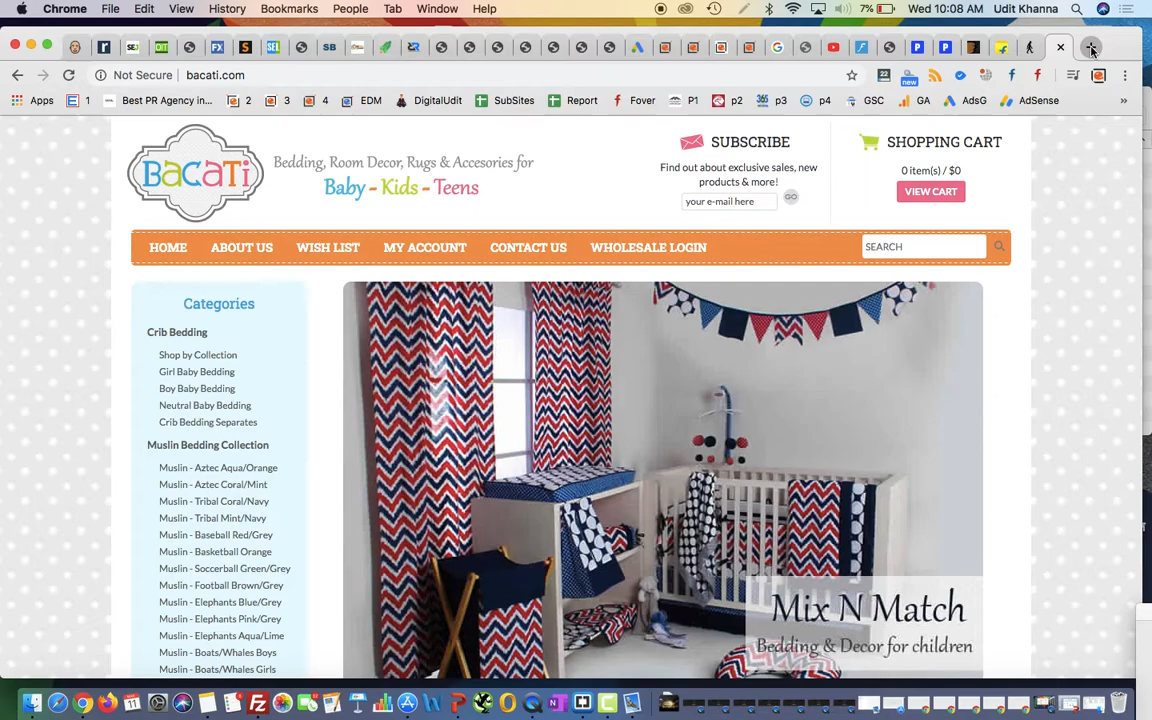 Chrome File Edit View History Bookmarks People Tab Window Help 7% Wed 10:08 AM Udit Khanna
Not Secure bacati.com
Apps 1 Best PR Agency in... 2 3 4 EDM DigitalUdit SubSites Report Fover P1 p2 p3 p4 GSC GA AdsG AdSense »
BACATI
Bedding, Room Decor, Rugs & Accesories for
Baby - Kids - Teens
SUBSCRIBE
Find out about exclusive sales, new
products & more!
your e-mail here GO
SHOPPING CART
0 item(s) / $0
VIEW CART
HOME ABOUT US WISH LIST MY ACCOUNT CONTACT US WHOLESALE LOGIN SEARCH
Categories
Crib Bedding
Shop by Collection
Girl Baby Bedding
Boy Baby Bedding
Neutral Baby Bedding
Crib Bedding Separates
Muslin Bedding Collection
Muslin - Aztec Aqua/Orange
Muslin - Aztec Coral/Mint
Muslin - Tribal Coral/Navy
Muslin - Tribal Mint/Navy
Muslin - Baseball Red/Grey
Muslin - Basketball Orange
Muslin - Soccerball Green/Grey
Muslin - Football Brown/Grey
Muslin - Elephants Blue/Grey
Muslin - Elephants Pink/Grey
Muslin - Elephants Aqua/Lime
Muslin - Boats/Whales Boys
Muslin - Boats/Whales Girls
Mix N Match
Bedding & Decor for children